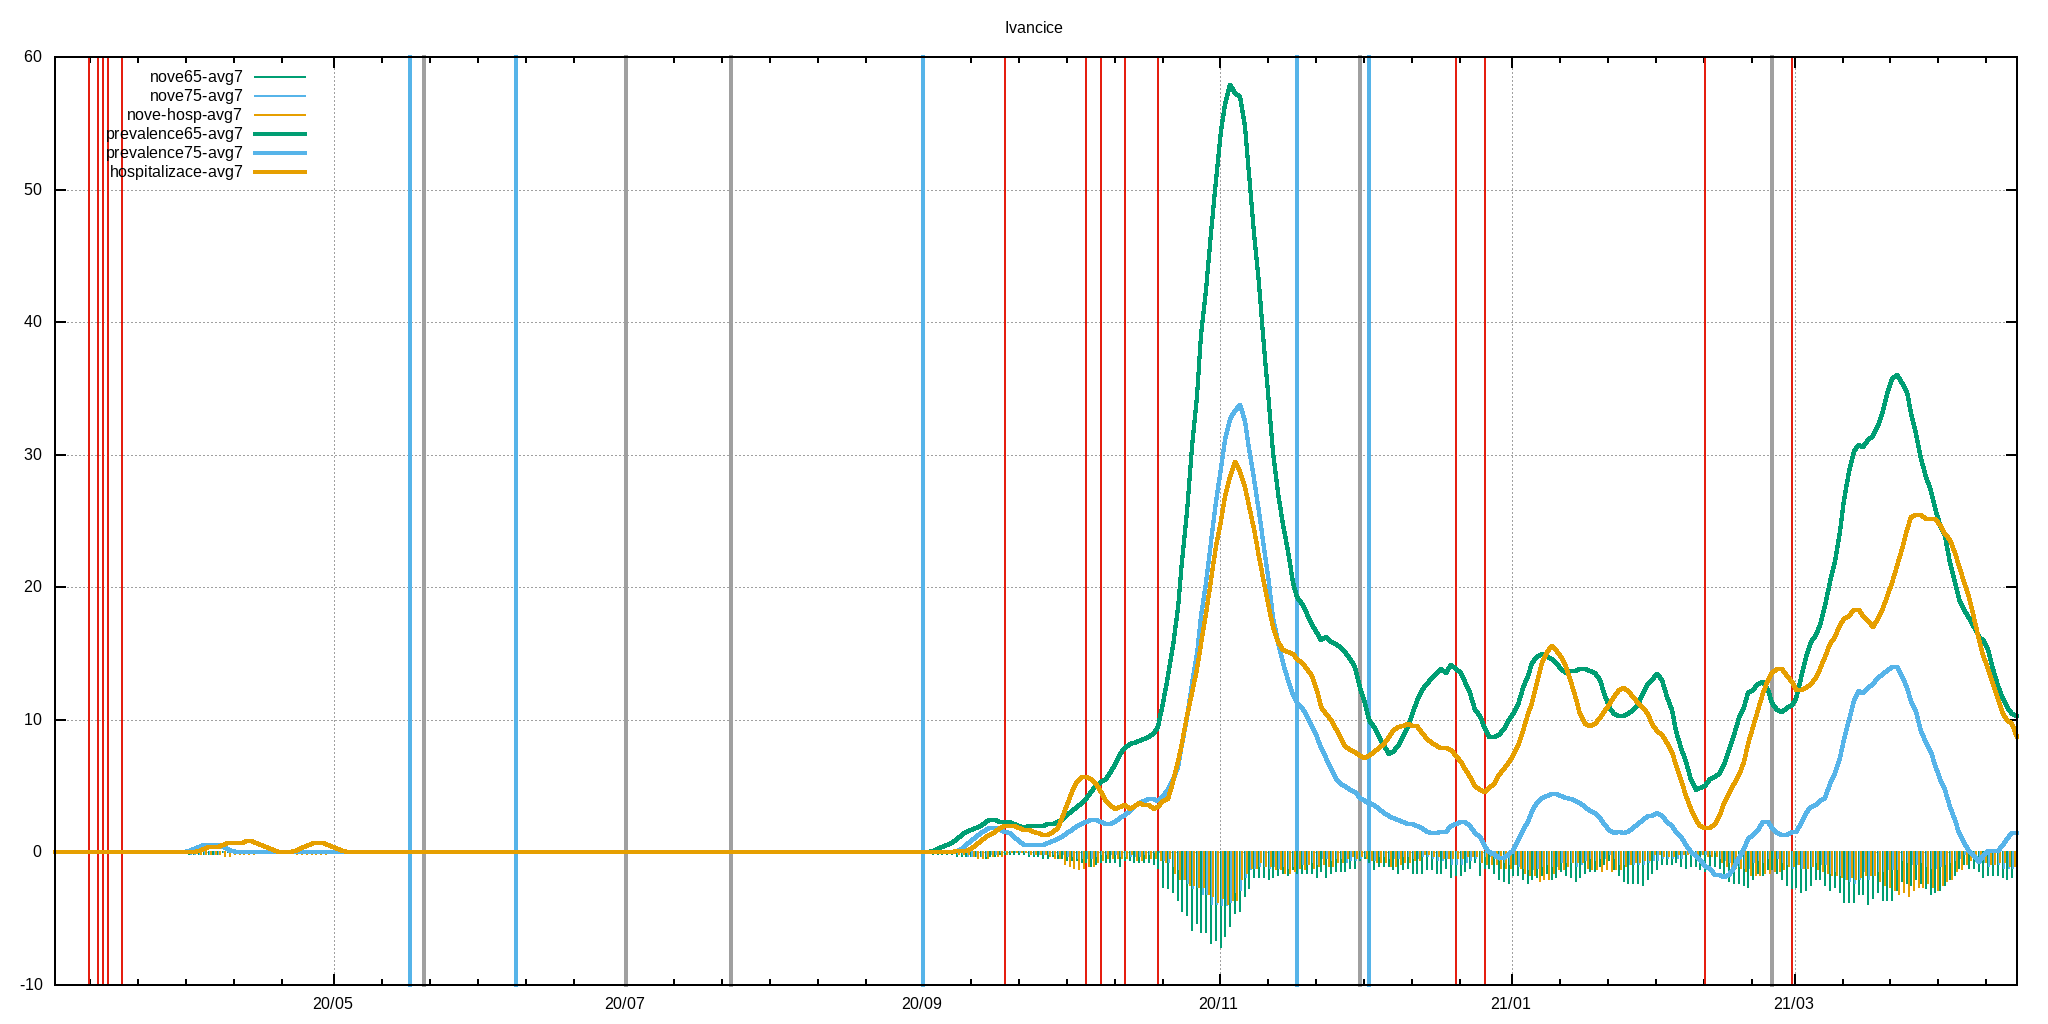 Ivancice
60
50
40
30
20
10
0
-10
nove65-avg7
nove75-avg7
nove-hosp-avg7
prevalence65-avg7
prevalence75-avg7
hospitalizace-avg7
20/05 20/07 20/09 20/11 21/01 21/03